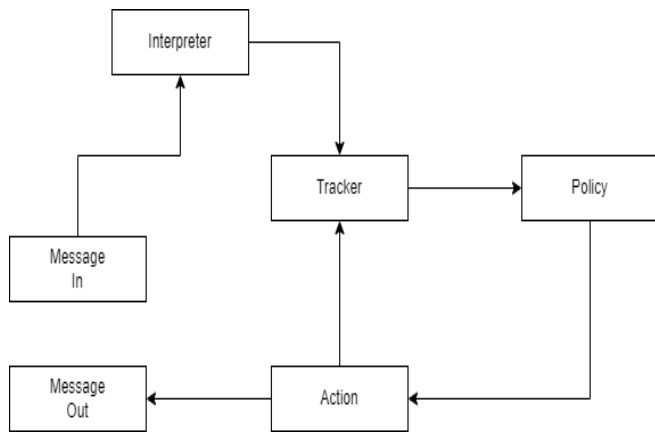 Interpreter
Tracker
Policy
Message
In
Message
Out
Action